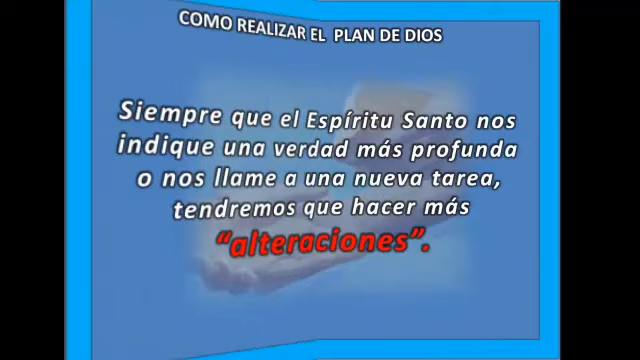 COMO REALIZAR EL PLAN DE DIOS
Siempre que el Espíritu Santo nos
indique una verdad más profunda
o nos llame a una nueva tarea,
tendremos que hacer más
“alteraciones”.